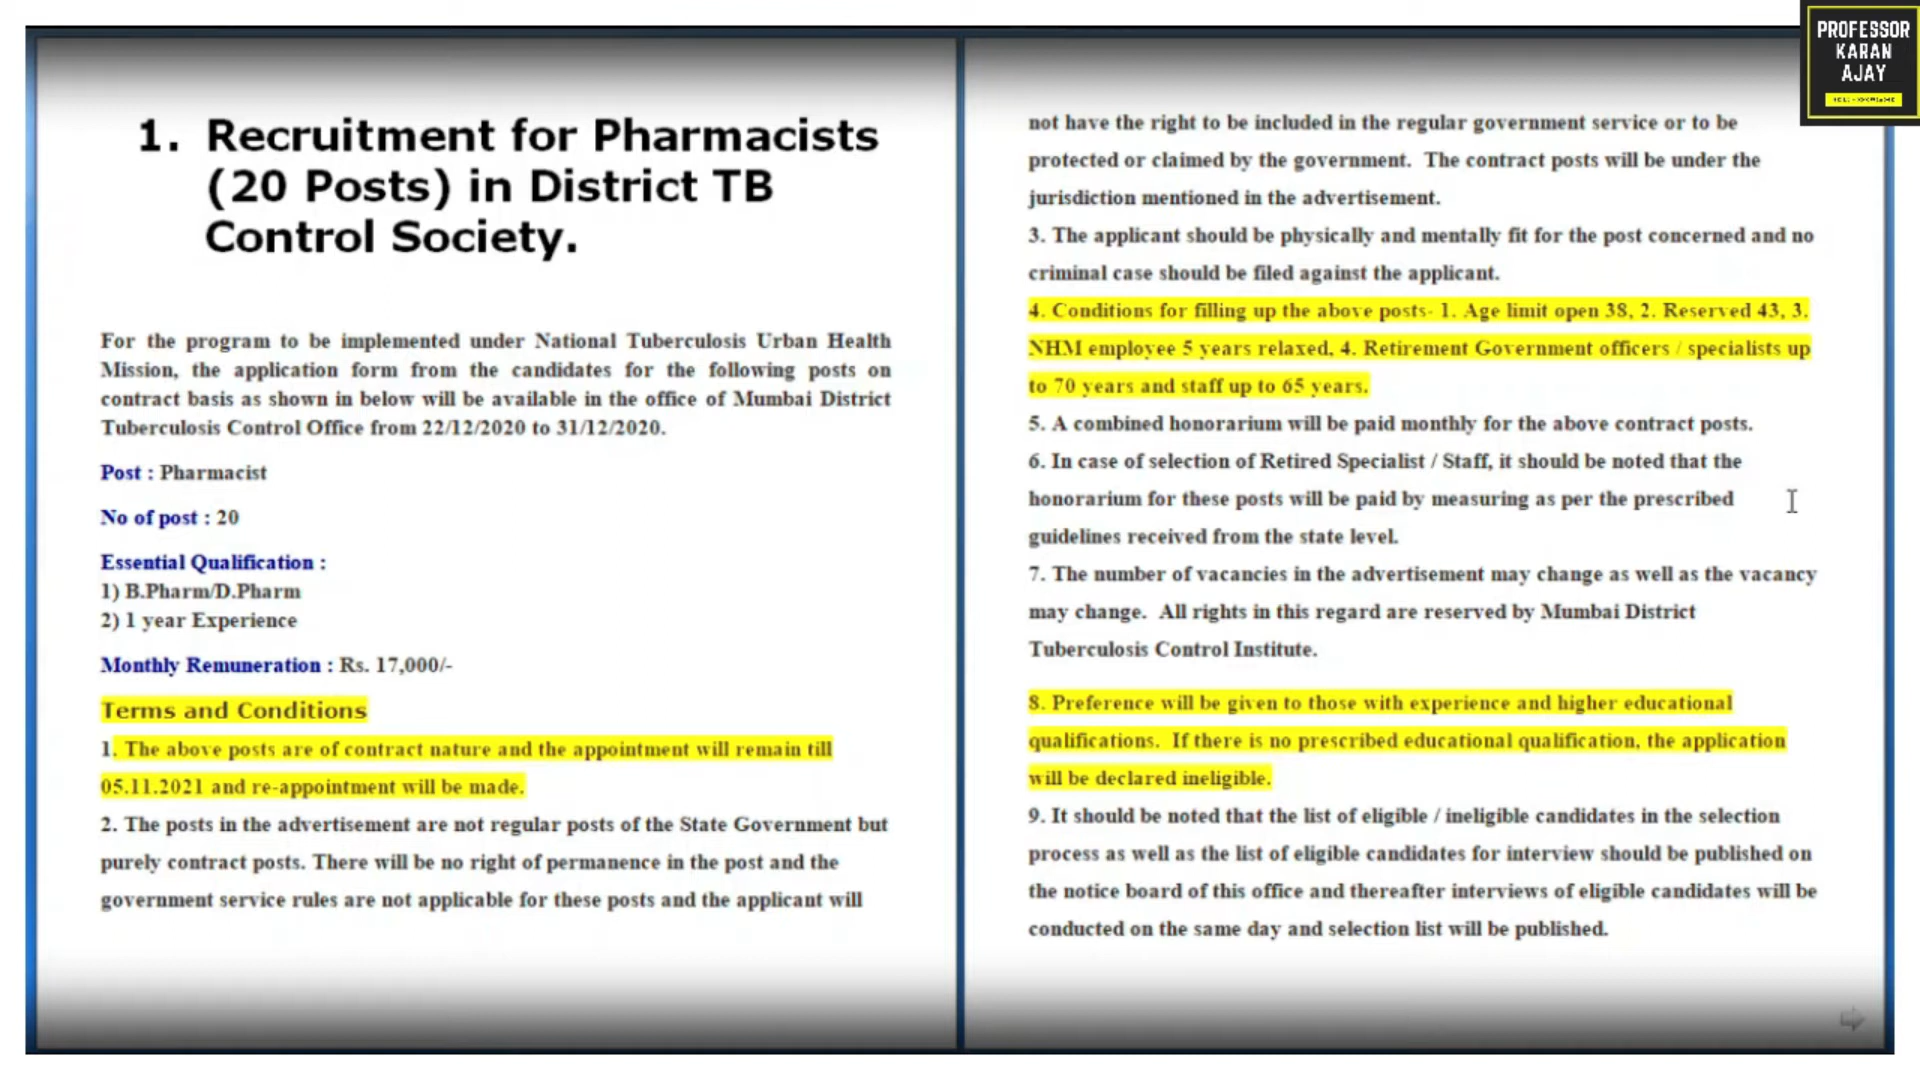 1. Recruitment for Pharmacists
(20 Posts) in District TB
Control Society.
For the program to be implemented under National Tuberculosis Urban Health
Mission, the application form from the candidates for the following posts on
contract basis as shown in below will be available in the office of Mumbai District
Tuberculosis Control Office from 22/12/2020 to 31/12/2020.
Post : Pharmacist
No of post : 20
Essential Qualification :
1) B.Pharm/D.Pharm
2) 1 year Experience
Monthly Remuneration : Rs. 17,000/-
Terms and Conditions
1. The above posts are of contract nature and the appointment will remain till
05.11.2021 and re-appointment will be made.
2. The posts in the advertisement are not regular posts of the State Government but
purely contract posts. There will be no right of permanence in the post and the
government service rules are not applicable for these posts and the applicant will
not have the right to be included in the regular government service or to be
protected or claimed by the government. The contract posts will be under the
jurisdiction mentioned in the advertisement.
3. The applicant should be physically and mentally fit for the post concerned and no
criminal case should be filed against the applicant.
4. Conditions for filling up the above posts- 1. Age limit open 38, 2. Reserved 43, 3.
NHM employee 5 years relaxed, 4. Retirement Government officers / specialists up
to 70 years and staff up to 65 years.
5. A combined honorarium will be paid monthly for the above contract posts.
6. In case of selection of Retired Specialist / Staff, it should be noted that the
honorarium for these posts will be paid by measuring as per the prescribed
guidelines received from the state level.
7. The number of vacancies in the advertisement may change as well as the vacancy
may change. All rights in this regard are reserved by Mumbai District
Tuberculosis Control Institute.
8. Preference will be given to those with experience and higher educational
qualifications. If there is no prescribed educational qualification, the application
will be declared ineligible.
9. It should be noted that the list of eligible / ineligible candidates in the selection
process as well as the list of eligible candidates for interview should be published on
the notice board of this office and thereafter interviews of eligible candidates will be
conducted on the same day and selection list will be published.
PROFESSOR
KARAN
AJAY